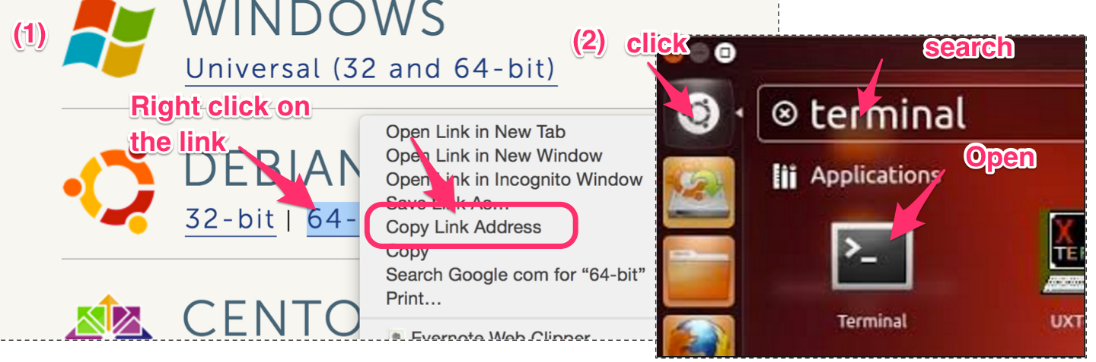 (1)
WINDOWS
Universal (32 and 64-bit)
Right click on
the link
DEBIAN
32-bit | 64-
CENTO
Open Link in New Tab
Open Link in New Window
Open Link in Incognito Window
Save Link As...
Copy Link Address
Copy
Search Google com for “64-bit”
Print...
Evernote Web Clipper
(2) click
search
terminal
Open
Applications
>_
Terminal
X
TE
UXT